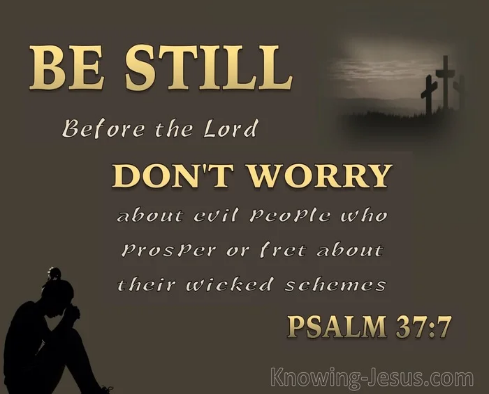 BE STILL
Before the Lord
DON'T WORRY
about evil people who
prosper or fret about
their wicked schemes
PSALM 37:7
Knowing-Jesus.com